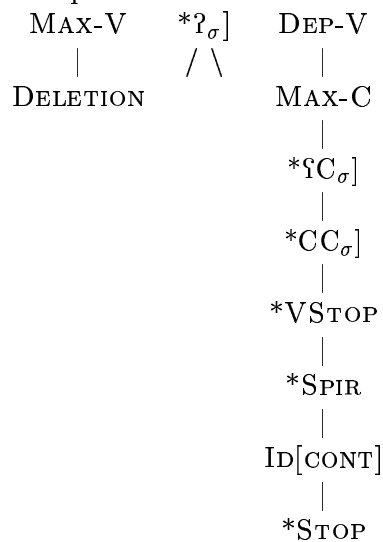 MAX-V *ʔσ] DEP-V
DELETION MAX-C
*ʕCσ]
*CCσ]
*VSTOP
*SPIR
ID[CONT]
*STOP